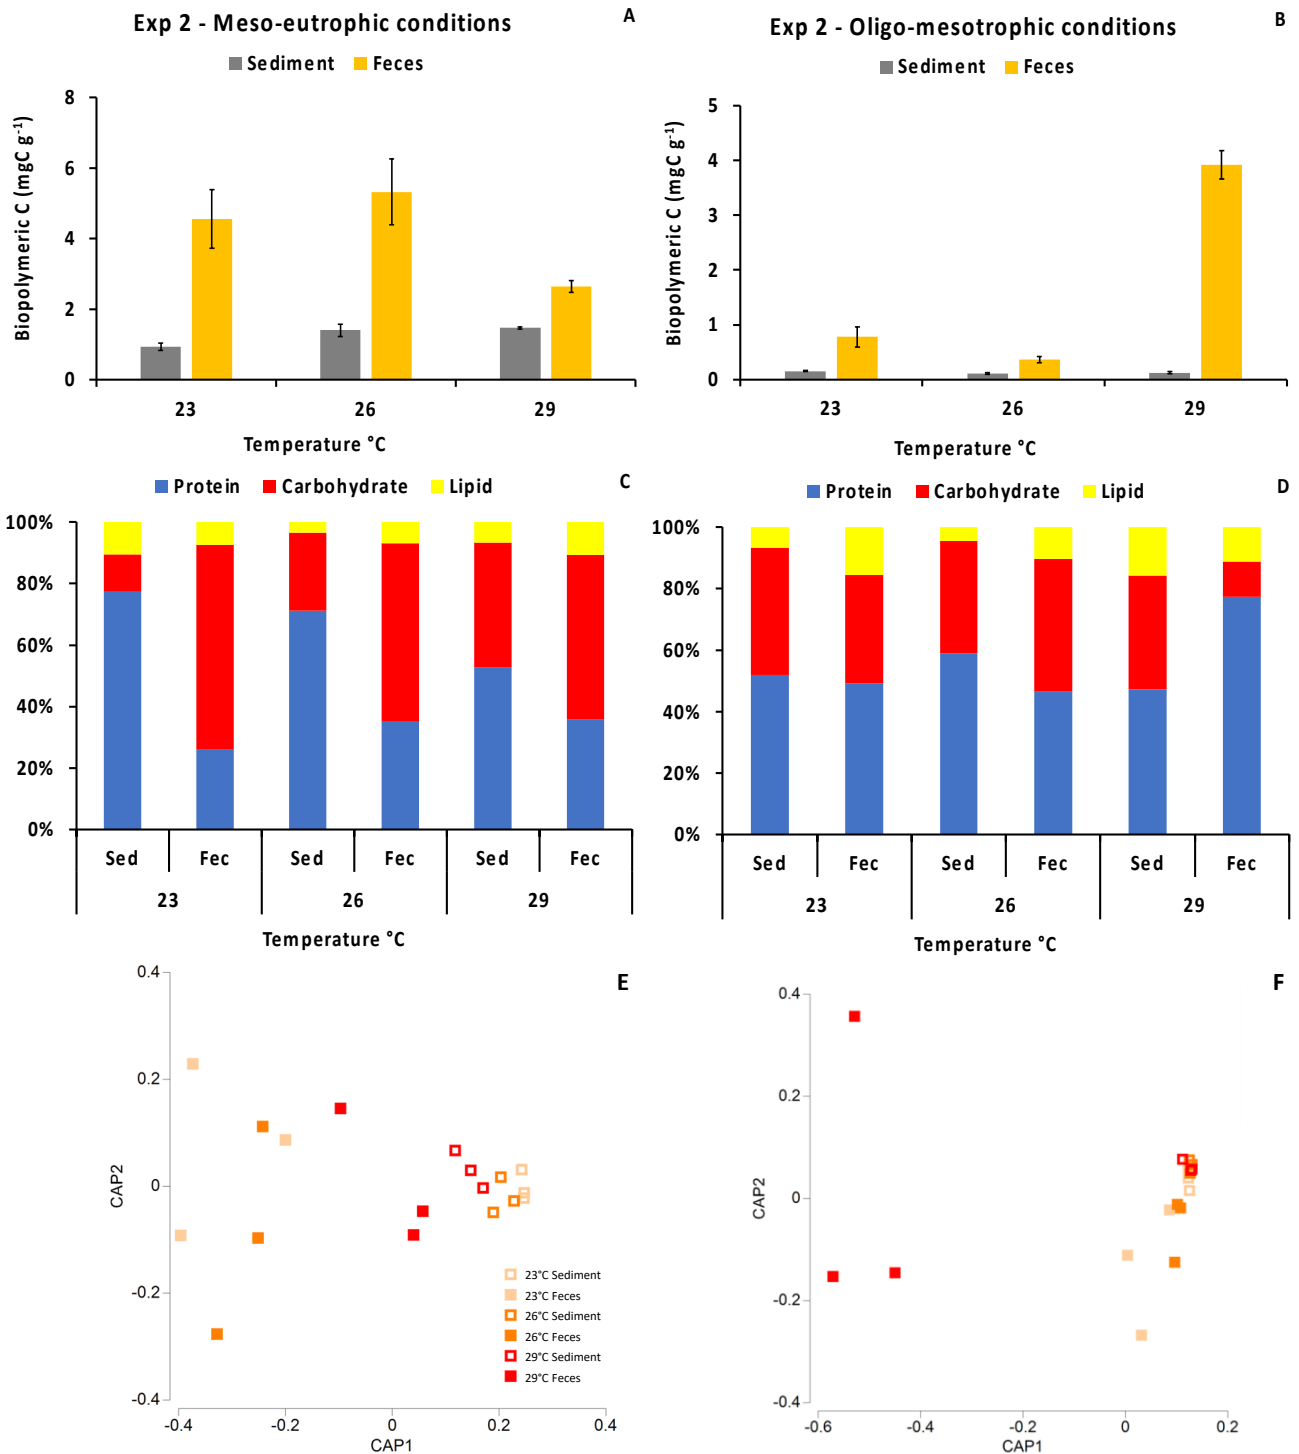 Exp 2 - Meso-eutrophic conditions
A
Sediment Feces
Biopolymeric C (mgC g-1)
8
6
4
2
0
23 26 29
Temperature °C
Exp 2 - Oligo-mesotrophic conditions
B
Sediment Feces
Biopolymeric C (mgC g-1)
5
4
3
2
1
0
23 26 29
Temperature °C
Protein Carbohydrate Lipid
C
100%
80%
60%
40%
20%
0%
Sed Fec Sed Fec Sed Fec
23 26 29
Temperature °C
Protein Carbohydrate Lipid
D
100%
80%
60%
40%
20%
0%
Sed Fec Sed Fec Sed Fec
23 26 29
Temperature °C
E
CAP2
0.4
0.2
0
-0.2
-0.4
23°C Sediment
23°C Feces
26°C Sediment
26°C Feces
29°C Sediment
29°C Feces
-0.4 -0.2 0 0.2 0.4
CAP1
F
CAP2
0.4
0.2
0
-0.2
-0.4
-0.6 -0.4 -0.2 0 0.2
CAP1